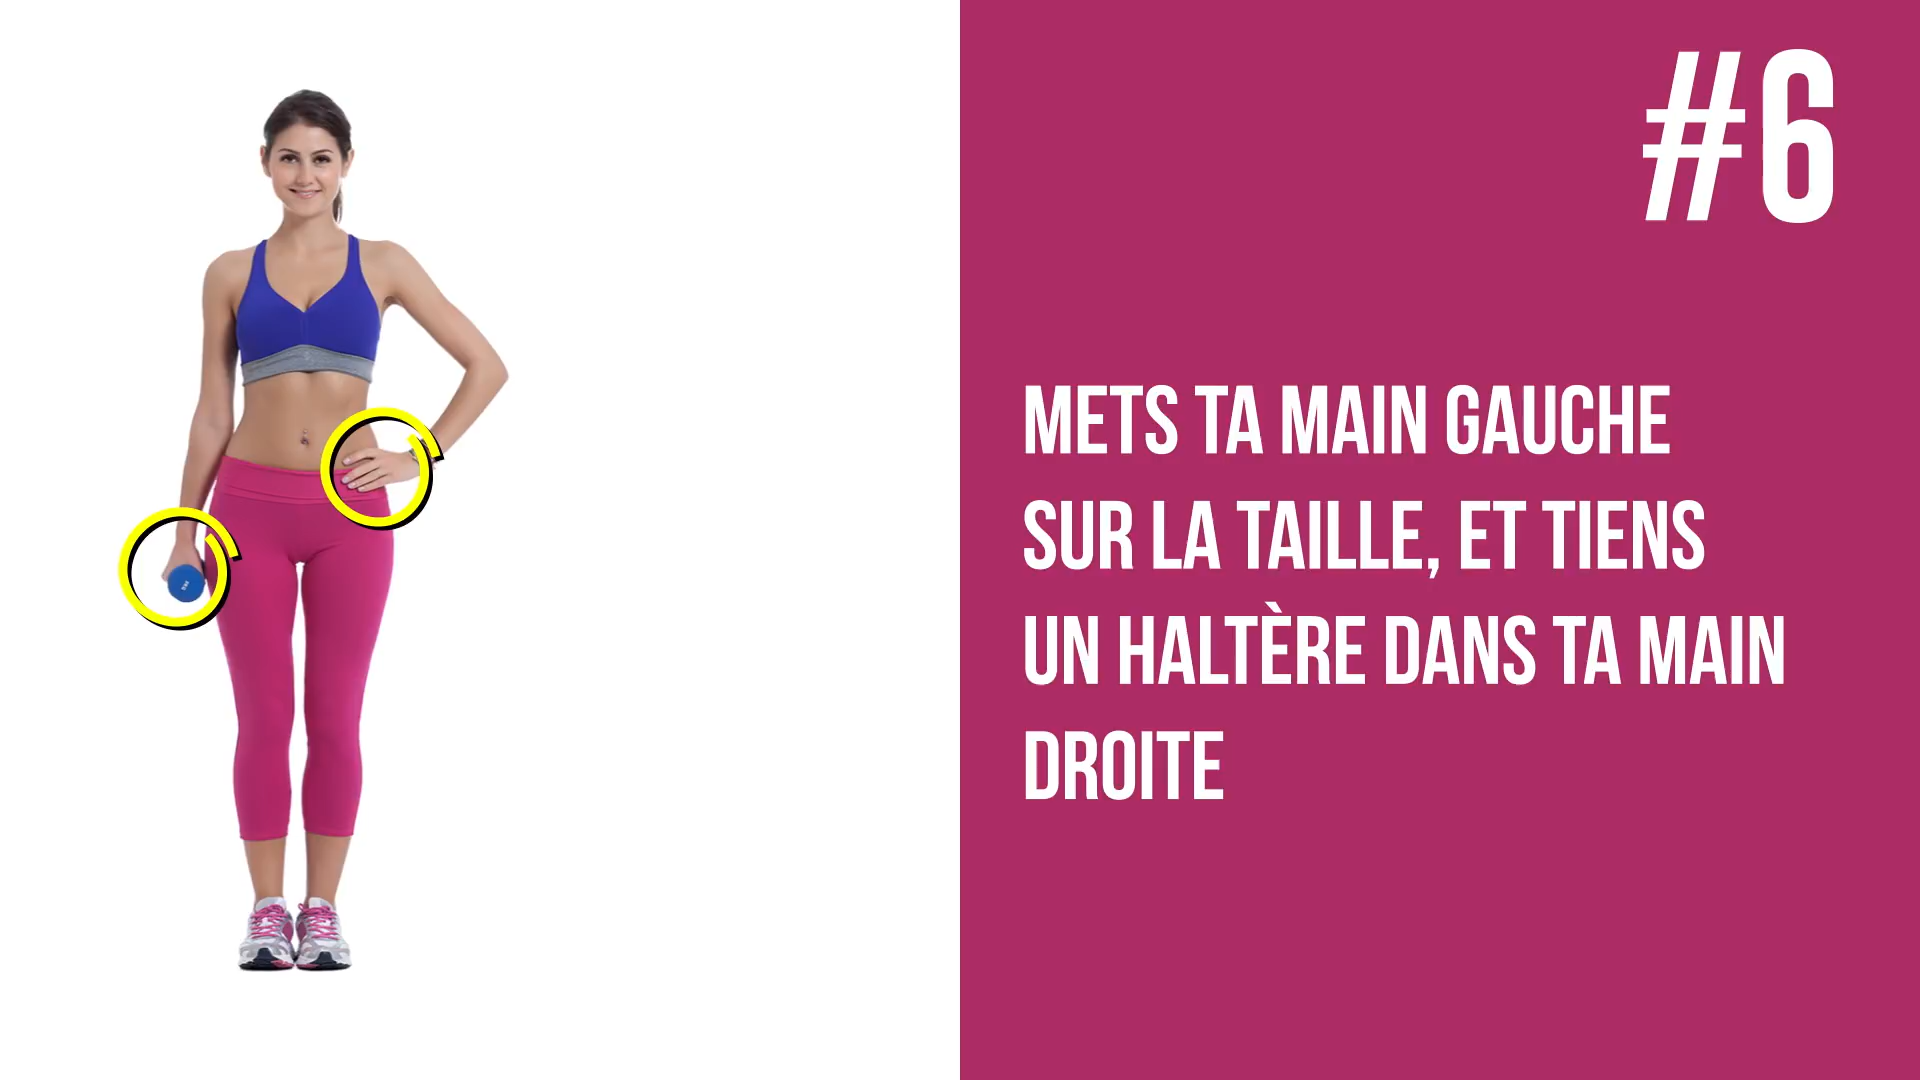 #6
METS TA MAIN GAUCHE
SUR LA TAILLE, ET TIENS
UN HALTÈRE DANS TA MAIN
DROITE